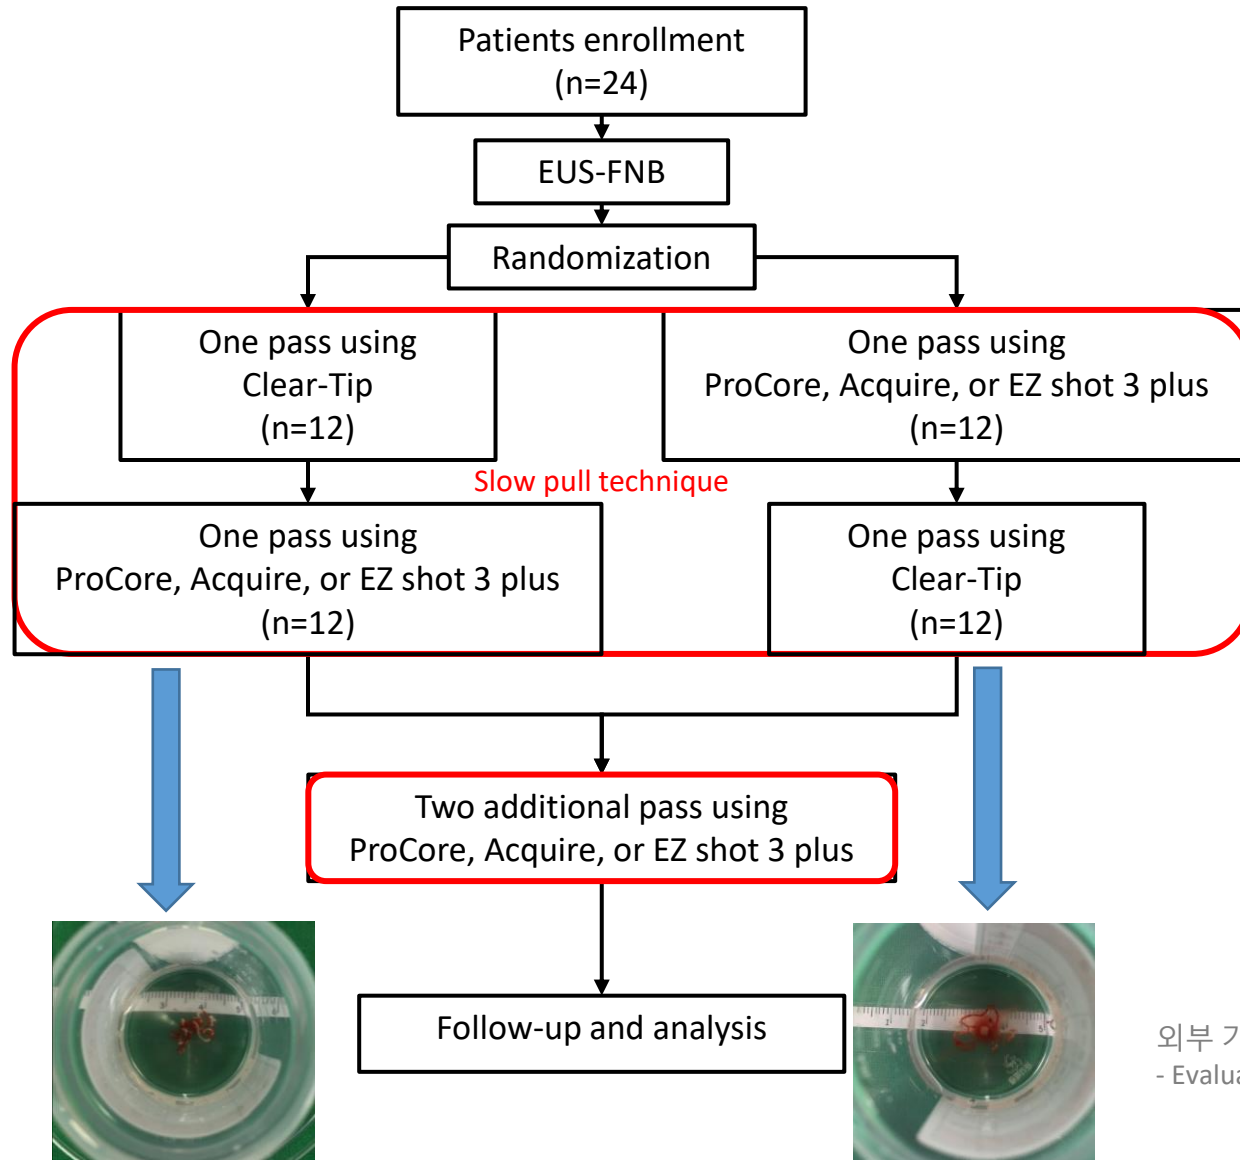 Patients enrollment
(n=24)
EUS-FNB
Randomization
One pass using
Clear-Tip
(n=12)
One pass using
ProCore, Acquire, or EZ shot 3 plus
(n=12)
Slow pull technique
One pass using
ProCore, Acquire, or EZ shot 3 plus
(n=12)
One pass using
Clear-Tip
(n=12)
Two additional pass using
ProCore, Acquire, or EZ shot 3 plus
Follow-up and analysis
외부
-